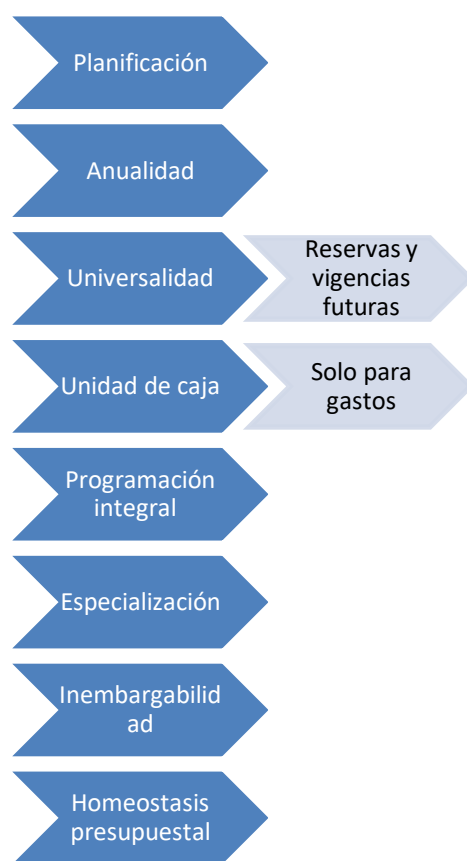 Planificación
Anualidad
Universalidad
Reservas y
vigencias
futuras
Unidad de caja
Solo para
gastos
Programación
integral
Especialización
Inembargabilid
ad
Homeostasis
presupuestal